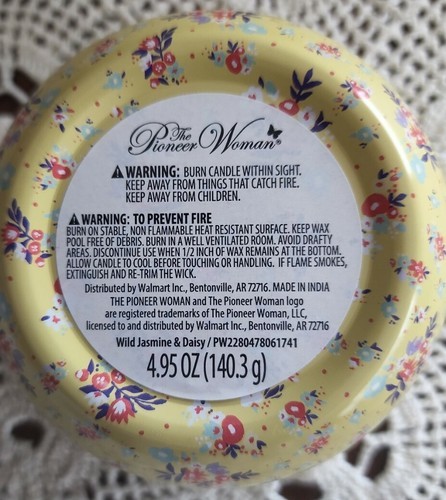 The
Pioneer Woman®
WARNING: BURN CANDLE WITHIN SIGHT.
KEEP AWAY FROM THINGS THAT CATCH FIRE.
KEEP AWAY FROM CHILDREN.
WARNING: TO PREVENT FIRE
BURN ON STABLE, NON FLAMMABLE HEAT RESISTANT SURFACE. KEEP WAX
POOL FREE OF DEBRIS. BURN IN A WELL VENTILATED ROOM. AVOID DRAFTY
AREAS. DISCONTINUE USE WHEN 1/2 INCH OF WAX REMAINS AT THE BOTTOM.
ALLOW CANDLE TO COOL BEFORE TOUCHING OR HANDLING. IF FLAME SMOKES,
EXTINGUISH AND RE-TRIM THE WICK.
Distributed by Walmart Inc., Bentonville, AR 72716. MADE IN INDIA
THE PIONEER WOMAN and The Pioneer Woman logo
are registered trademarks of The Pioneer Woman, LLC,
licensed to and distributed by Walmart Inc., Bentonville, AR 72716
Wild Jasmine & Daisy / PW2280478061741
4.95 OZ (140.3 g)